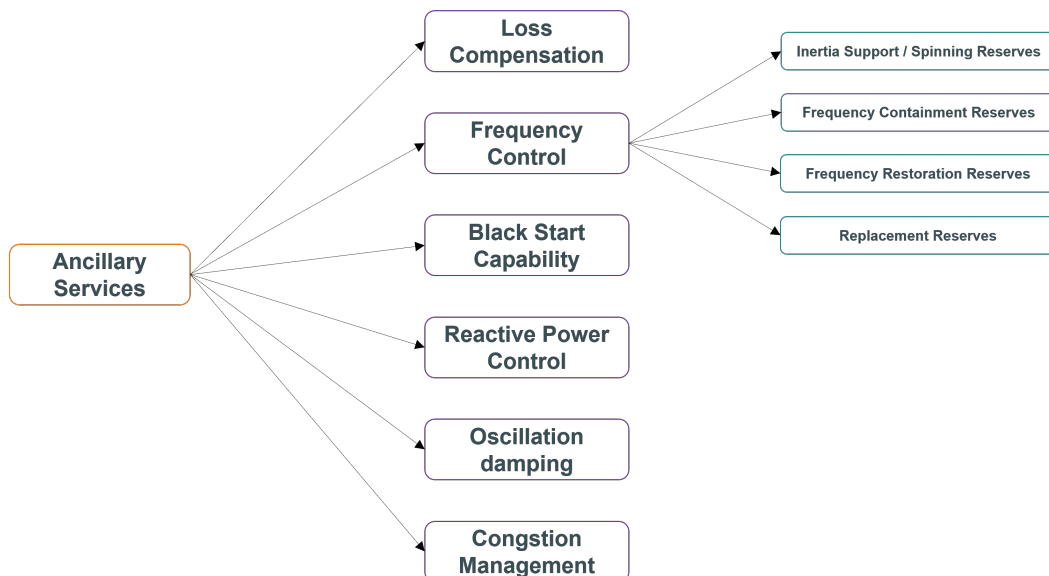 Ancillary
Services
Loss
Compensation
Frequency
Control
Black Start
Capability
Reactive Power
Control
Oscillation
damping
Congstion
Management
Inertia Support / Spinning Reserves
Frequency Containment Reserves
Frequency Restoration Reserves
Replacement Reserves